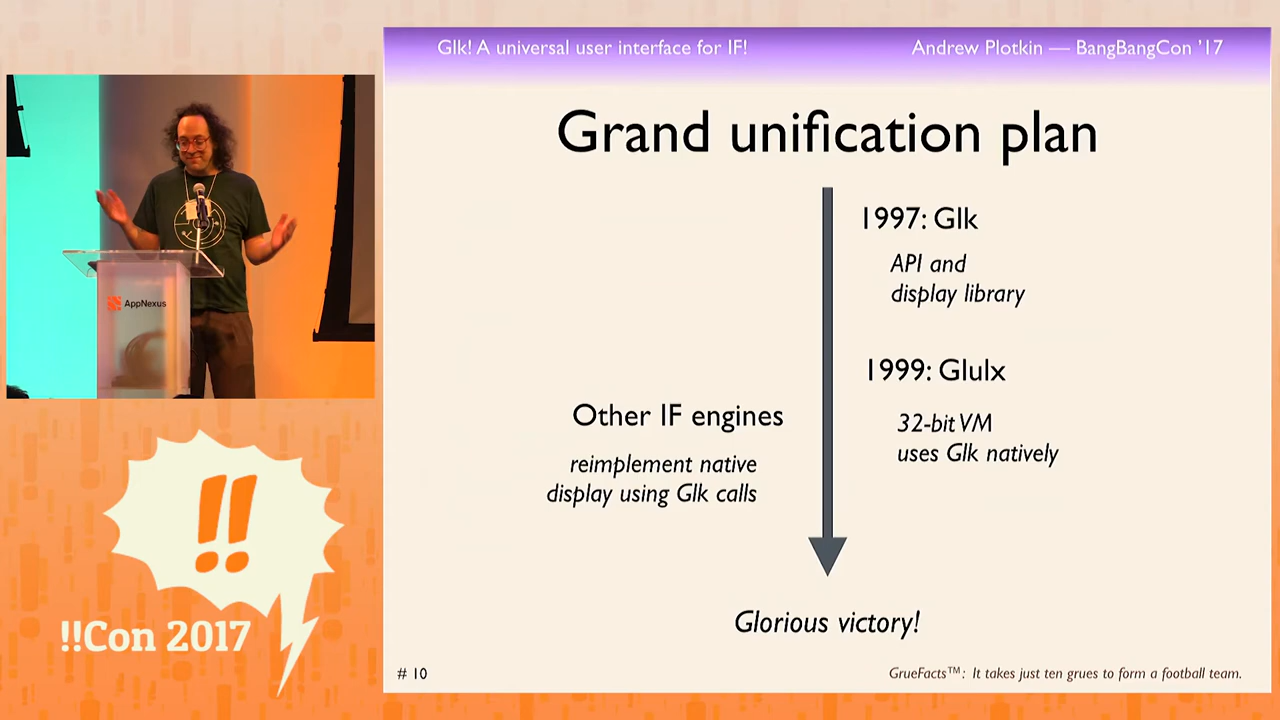 Glk! A universal user interface for IF!
Andrew Plotkin — BangBangCon '17
Grand unification plan
1997: Glk
API and
display library
1999: Glulx
32-bit VM
uses Glk natively
Other IF engines
reimplement native
display using Glk calls
Glorious victory!
# 10
GrueFacts™: It takes just ten grues to form a football team.
AppNexus
!!
!!Con 2017